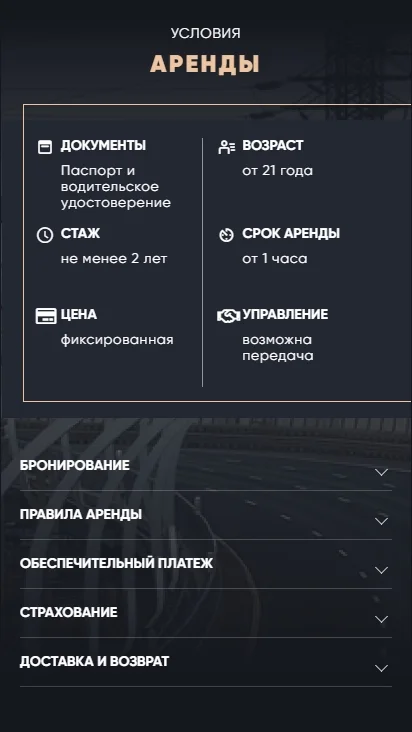 УСЛОВИЯ
АРЕНДЫ
ДОКУМЕНТЫ
Паспорт и
водительское
удостоверение
ВОЗРАСТ
от 21 года
СТАЖ
не менее 2 лет
СРОК АРЕНДЫ
от 1 часа
ЦЕНА
фиксированная
УПРАВЛЕНИЕ
возможна
передача
БРОНИРОВАНИЕ
ПРАВИЛА АРЕНДЫ
ОБЕСПЕЧИТЕЛЬНЫЙ ПЛАТЕЖ
СТРАХОВАНИЕ
ДОСТАВКА И ВОЗВРАТ